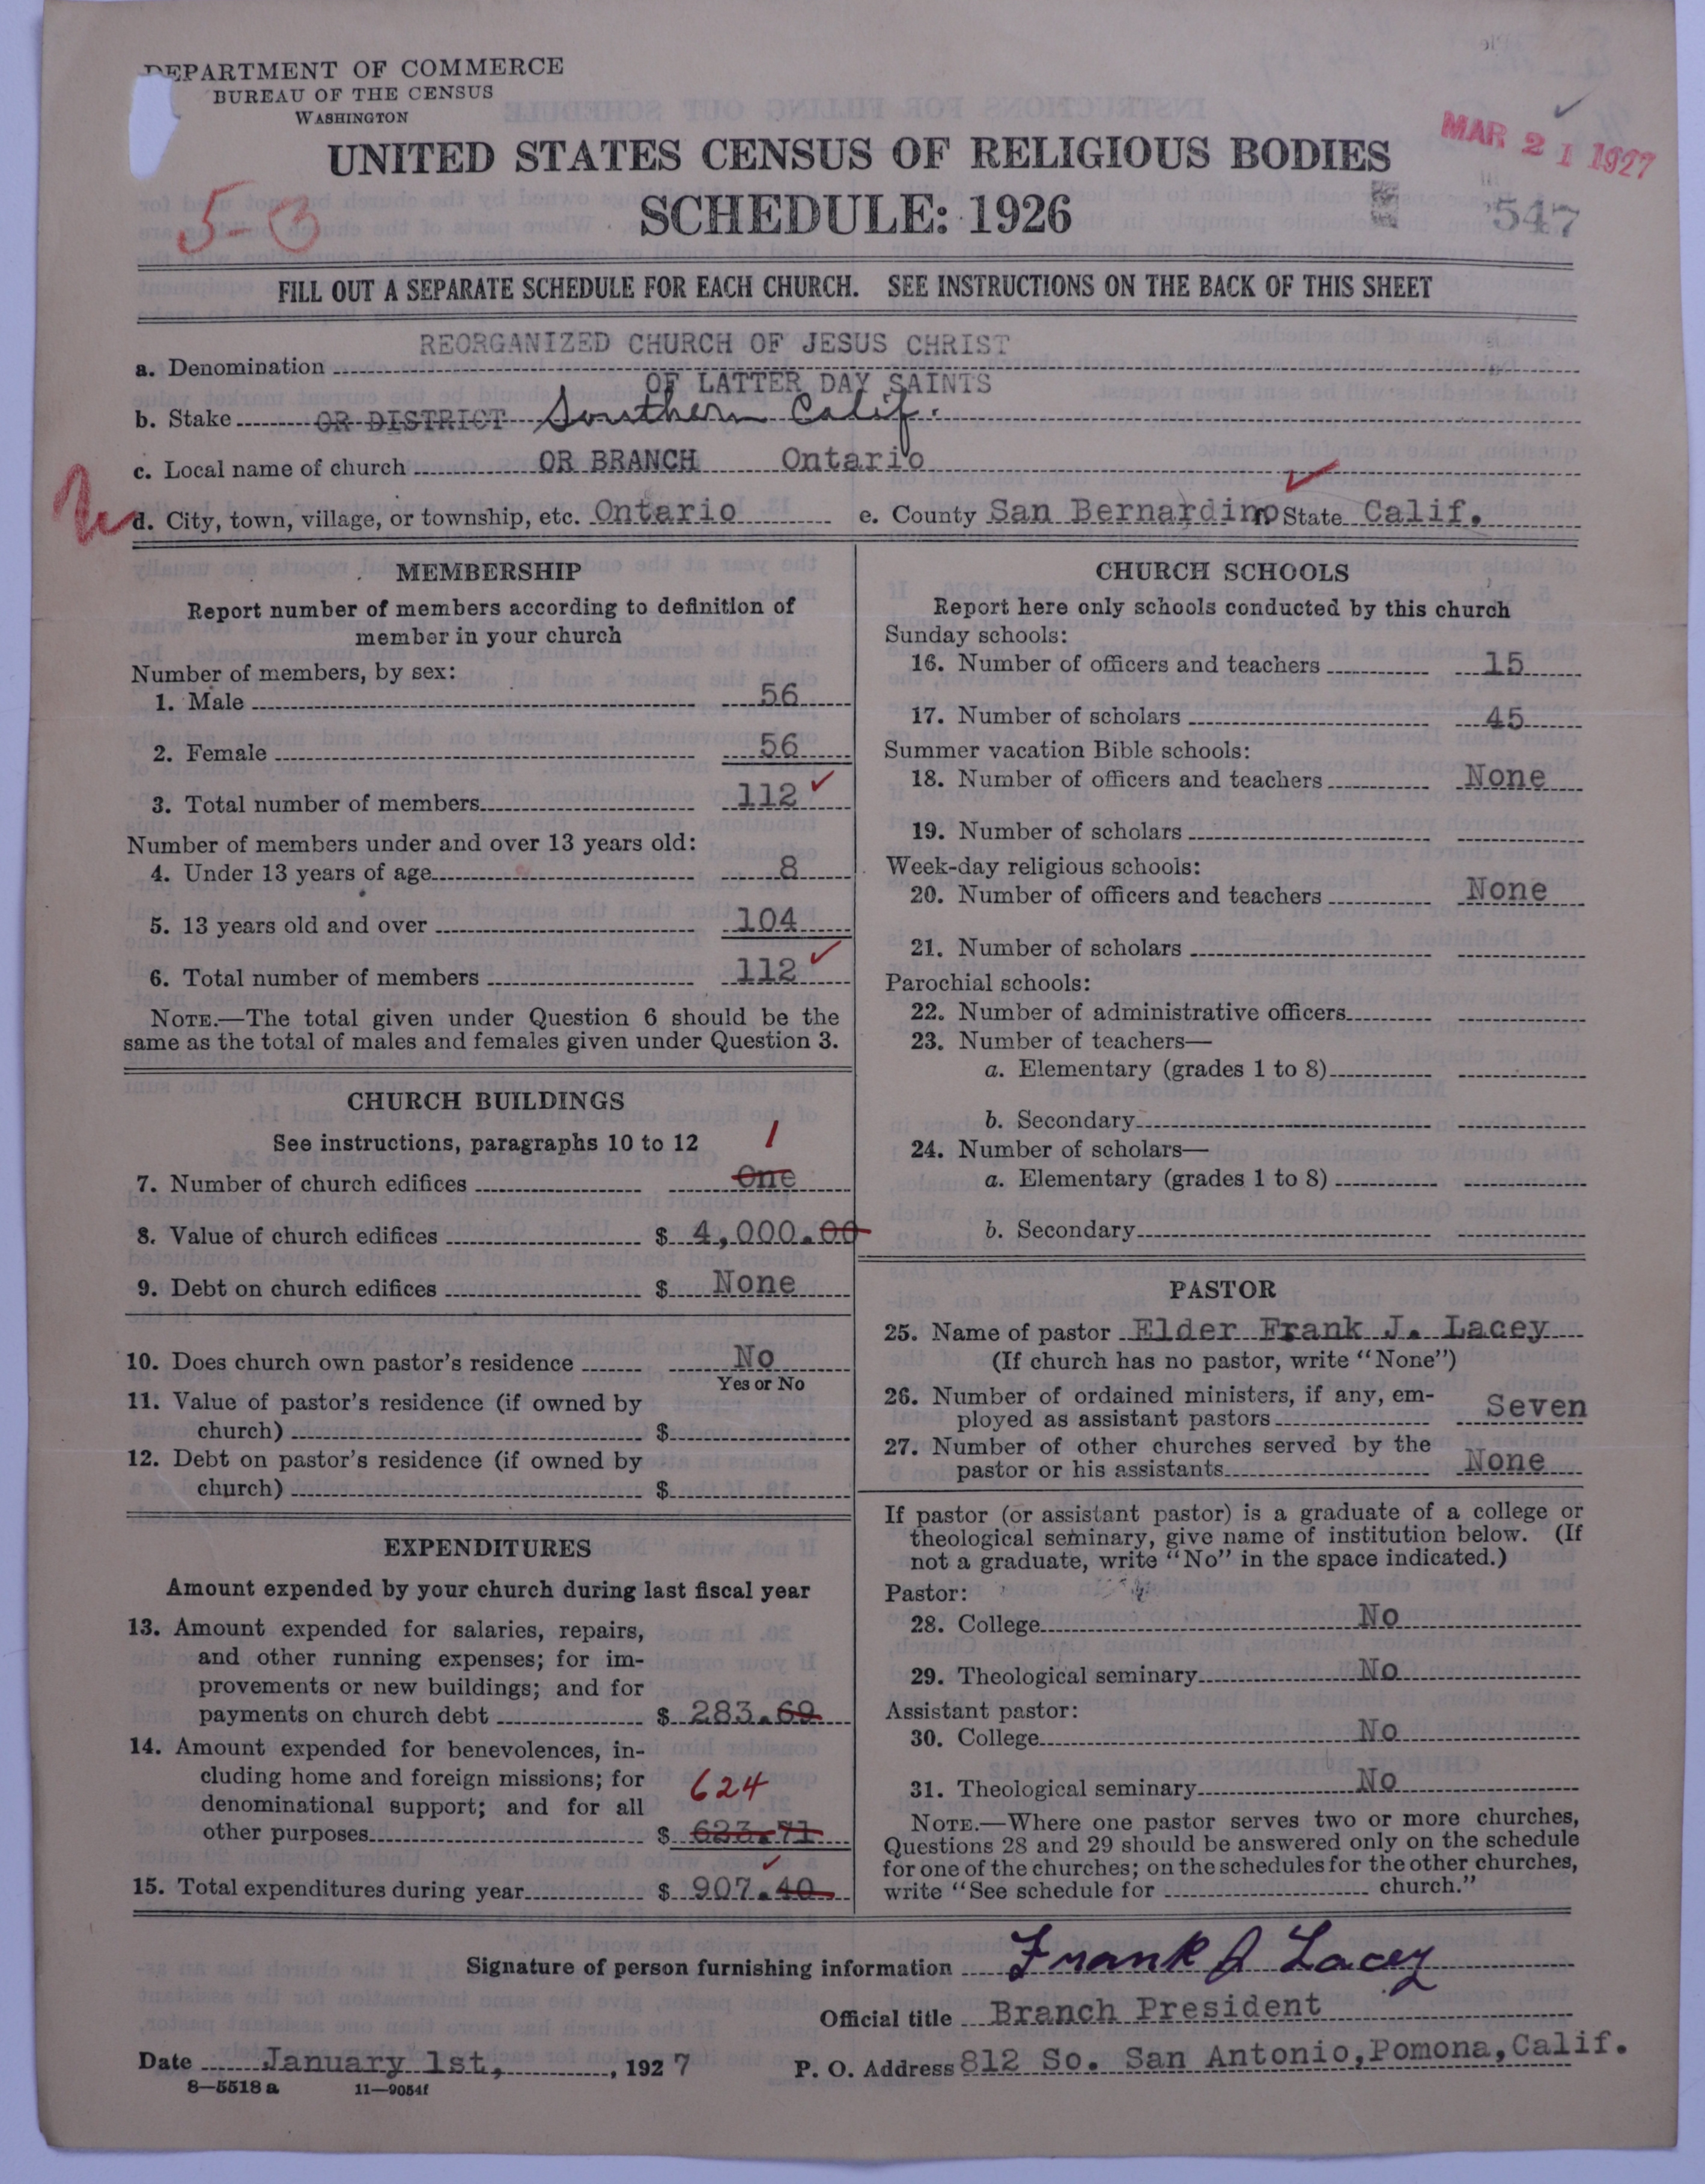 DEPARTMENT OF COMMERCE
BUREAU OF THE CENSUS
WASHINGTON
UNITED STATES CENSUS OF RELIGIOUS BODIES
MAR 21 1927
SCHEDULE: 1926
547
5-3
FILL OUT A SEPARATE SCHEDULE FOR EACH CHURCH. SEE INSTRUCTIONS ON THE BACK OF THIS SHEET
REORGANIZED CHURCH OF JESUS CHRIST
a. Denomination
OF LATTER DAY SAINTS
b. Stake OR DISTRICT Southern Calif.
c. Local name of church OR BRANCH Ontario
d. City, town, village, or township, etc. Ontario e. County San Bernardino State Calif.
MEMBERSHIP
Report number of members according to definition of
member in your church
Number of members, by sex:
1. Male 56
2. Female 56
3. Total number of members 112
Number of members under and over 13 years old:
4. Under 13 years of age 8
5. 13 years old and over 104
6. Total number of members 112
NOTE.—The total given under Question 6 should be the
same as the total of males and females given under Question 3.
CHURCH BUILDINGS
See instructions, paragraphs 10 to 12
1
7. Number of church edifices One
8. Value of church edifices $ 4,000.00
9. Debt on church edifices $ None
10. Does church own pastor's residence No
Yes or No
11. Value of pastor's residence (if owned by
church) $
12. Debt on pastor's residence (if owned by
church) $
EXPENDITURES
Amount expended by your church during last fiscal year
13. Amount expended for salaries, repairs,
and other running expenses; for im-
provements or new buildings; and for
payments on church debt $ 283.69
14. Amount expended for benevolences, in-
cluding home and foreign missions; for
denominational support; and for all
624
other purposes $ 623.71
15. Total expenditures during year $ 907.40
CHURCH SCHOOLS
Report here only schools conducted by this church
Sunday schools:
16. Number of officers and teachers 15
17. Number of scholars 45
Summer vacation Bible schools:
18. Number of officers and teachers None
19. Number of scholars
Week-day religious schools:
20. Number of officers and teachers None
21. Number of scholars
Parochial schools:
22. Number of administrative officers
23. Number of teachers—
a. Elementary (grades 1 to 8)
b. Secondary
24. Number of scholars—
a. Elementary (grades 1 to 8)
b. Secondary
PASTOR
25. Name of pastor Elder Frank J. Lacey
(If church has no pastor, write "None")
26. Number of ordained ministers, if any, em-
ployed as assistant pastors Seven
27. Number of other churches served by the
pastor or his assistants None
If pastor (or assistant pastor) is a graduate of a college or
theological seminary, give name of institution below. (If
not a graduate, write "No" in the space indicated.)
Pastor:
28. College No
29. Theological seminary No
Assistant pastor:
30. College No
31. Theological seminary No
NOTE.—Where one pastor serves two or more churches,
Questions 28 and 29 should be answered only on the schedule
for one of the churches; on the schedules for the other churches,
write "See schedule for church."
Signature of person furnishing information Frank J Lacey
Official title Branch President
Date January 1st, , 1927 P. O. Address 812 So. San Antonio, Pomona, Calif.
8—5518 a 11—9054f